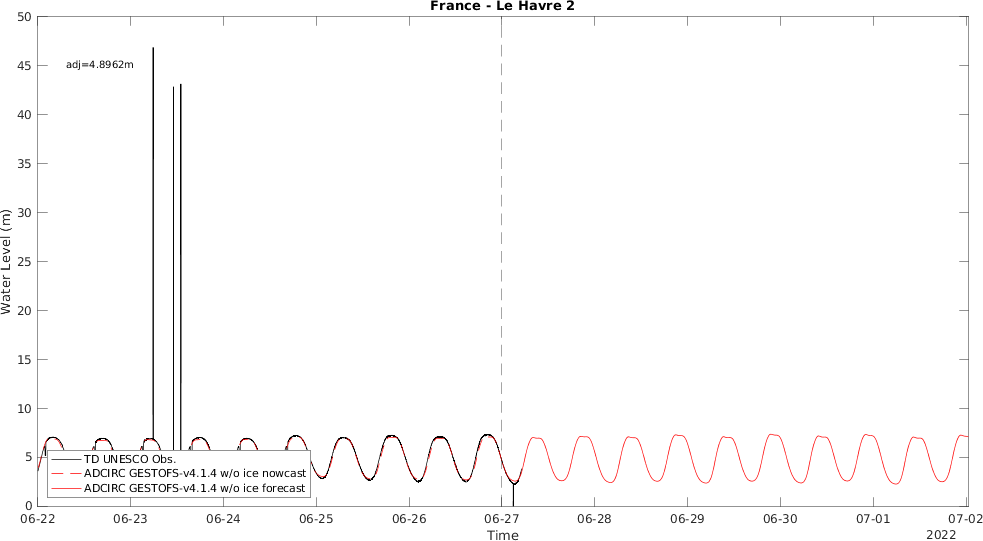 France - Le Havre 2
50
45
40
35
30
25
20
15
10
5
0
adj=4.8962m
Water Level (m)
TD UNESCO Obs.
ADCIRC GESTOFS-v4.1.4 w/o ice nowcast
ADCIRC GESTOFS-v4.1.4 w/o ice forecast
06-22 06-23 06-24 06-25 06-26 06-27 06-28 06-29 06-30 07-01 07-02
Time
2022